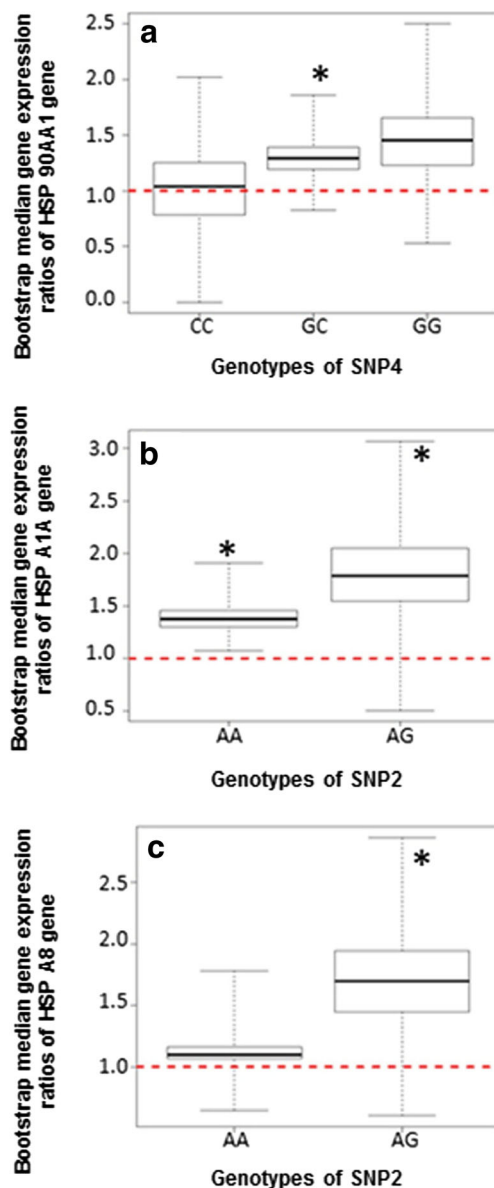 a
Bootstrap median gene expression
ratios of HSP 90AA1 gene
2.5
2.0
1.5
1.0
0.5
0.0
*
CC GC GG
Genotypes of SNP4
b
Bootstrap median gene expression
ratios of HSP A1A gene
3.0
2.5
2.0
1.5
1.0
0.5
* *
AA AG
Genotypes of SNP2
c
Bootstrap median gene expression
ratios of HSP A8 gene
2.5
2.0
1.5
1.0
*
AA AG
Genotypes of SNP2